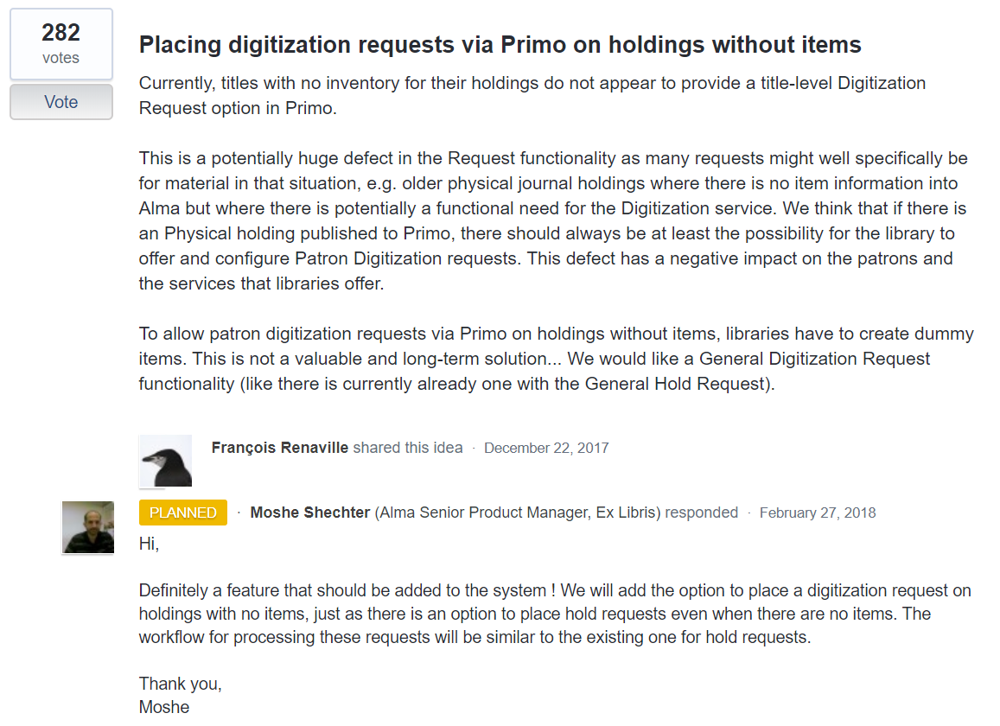 282
votes
Vote
Placing digitization requests via Primo on holdings without items
Currently, titles with no inventory for their holdings do not appear to provide a title-level Digitization
Request option in Primo.
This is a potentially huge defect in the Request functionality as many requests might well specifically be
for material in that situation, e.g. older physical journal holdings where there is no item information into
Alma but where there is potentially a functional need for the Digitization service. We think that if there is
an Physical holding published to Primo, there should always be at least the possibility for the library to
offer and configure Patron Digitization requests. This defect has a negative impact on the patrons and
the services that libraries offer.
To allow patron digitization requests via Primo on holdings without items, libraries have to create dummy
items. This is not a valuable and long-term solution... We would like a General Digitization Request
functionality (like there is currently already one with the General Hold Request).
François Renaville shared this idea · December 22, 2017
PLANNED · Moshe Shechter (Alma Senior Product Manager, Ex Libris) responded · February 27, 2018
Hi,
Definitely a feature that should be added to the system ! We will add the option to place a digitization request on
holdings with no items, just as there is an option to place hold requests even when there are no items. The
workflow for processing these requests will be similar to the existing one for hold requests.
Thank you,
Moshe